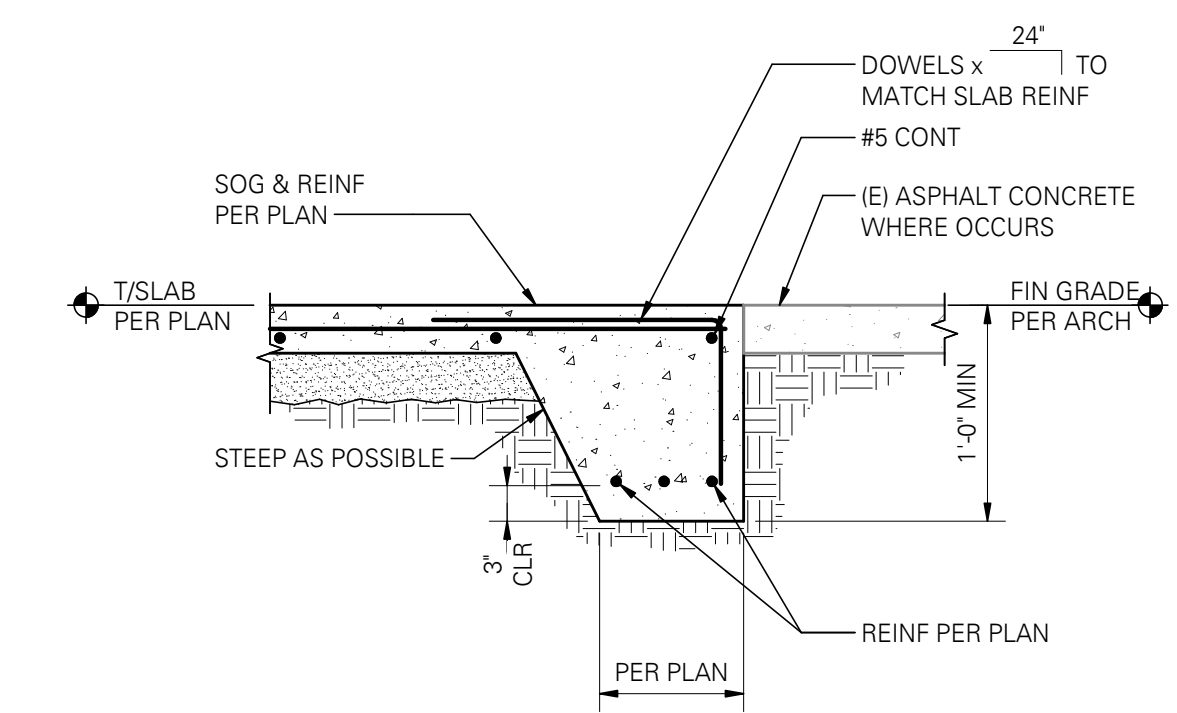 24"
DOWELS x TO
MATCH SLAB REINF
#5 CONT
SOG & REINF
PER PLAN
(E) ASPHALT CONCRETE
WHERE OCCURS
T/SLAB
PER PLAN
FIN GRADE
PER ARCH
1'-0" MIN
STEEP AS POSSIBLE
3"
CLR
REINF PER PLAN
PER PLAN